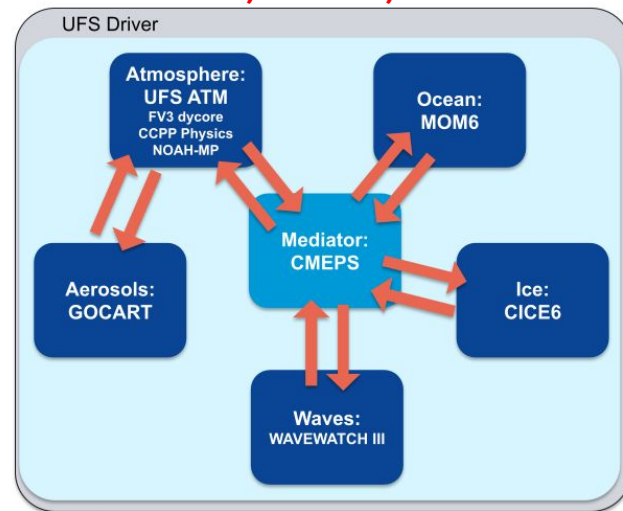 UFS Driver
Atmosphere:
UFS ATM
FV3 dycore
CCPP Physics
NOAH-MP
Ocean:
MOM6
Mediator:
CMEPS
Aerosols:
GOCART
Ice:
CICE6
Waves:
WAVEWATCH III